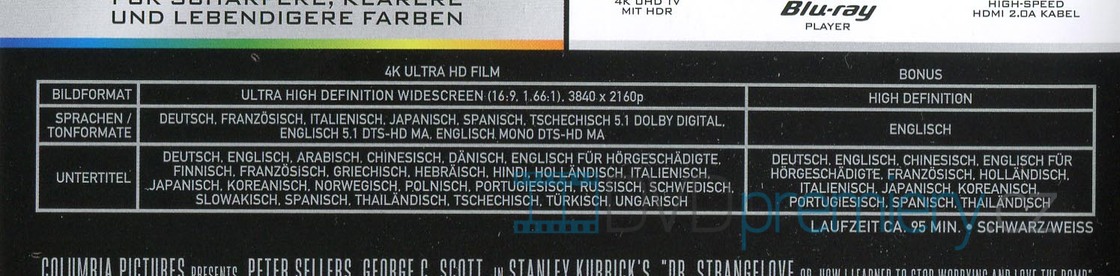 FÜR SCHÄRFERE, KLARERE
UND LEBENDIGERE FARBEN
4K UHD TV
MIT HDR
Blu-ray
PLAYER
HIGH-SPEED
HDMI 2.0A KABEL
4K ULTRA HD FILM
BONUS
BILDFORMAT
ULTRA HIGH DEFINITION WIDESCREEN (16:9, 1.66:1), 3840 x 2160p
HIGH DEFINITION
SPRACHEN /
TONFORMATE
DEUTSCH, FRANZÖSISCH, ITALIENISCH, JAPANISCH, SPANISCH, TSCHECHISCH 5.1 DOLBY DIGITAL,
ENGLISCH 5.1 DTS-HD MA, ENGLISCH MONO DTS-HD MA
ENGLISCH
UNTERTITEL
DEUTSCH, ENGLISCH, ARABISCH, CHINESISCH, DÄNISCH, ENGLISCH FÜR HÖRGESCHÄDIGTE,
FINNISCH, FRANZÖSISCH, GRIECHISCH, HEBRÄISCH, HINDI, HOLLÄNDISCH, ITALIENISCH,
JAPANISCH, KOREANISCH, NORWEGISCH, POLNISCH, PORTUGIESISCH, RUSSISCH, SCHWEDISCH,
SLOWAKISCH, SPANISCH, THAILÄNDISCH, TSCHECHISCH, TÜRKISCH, UNGARISCH
DEUTSCH, ENGLISCH, CHINESISCH, ENGLISCH FÜR
HÖRGESCHÄDIGTE, FRANZÖSISCH, HOLLÄNDISCH,
ITALIENISCH, JAPANISCH, KOREANISCH,
PORTUGIESISCH, SPANISCH, THAILÄNDISCH
DVDpremiery.cz
LAUFZEIT CA. 95 MIN. • SCHWARZ/WEISS
COLUMBIA PICTURES PRESENTS PETER SELLERS, GEORGE C. SCOTT IN STANLEY KUBRICK'S "DR. STRANGELOVE OR: HOW I LEARNED TO STOP WORRYING AND LOVE THE BOMB"